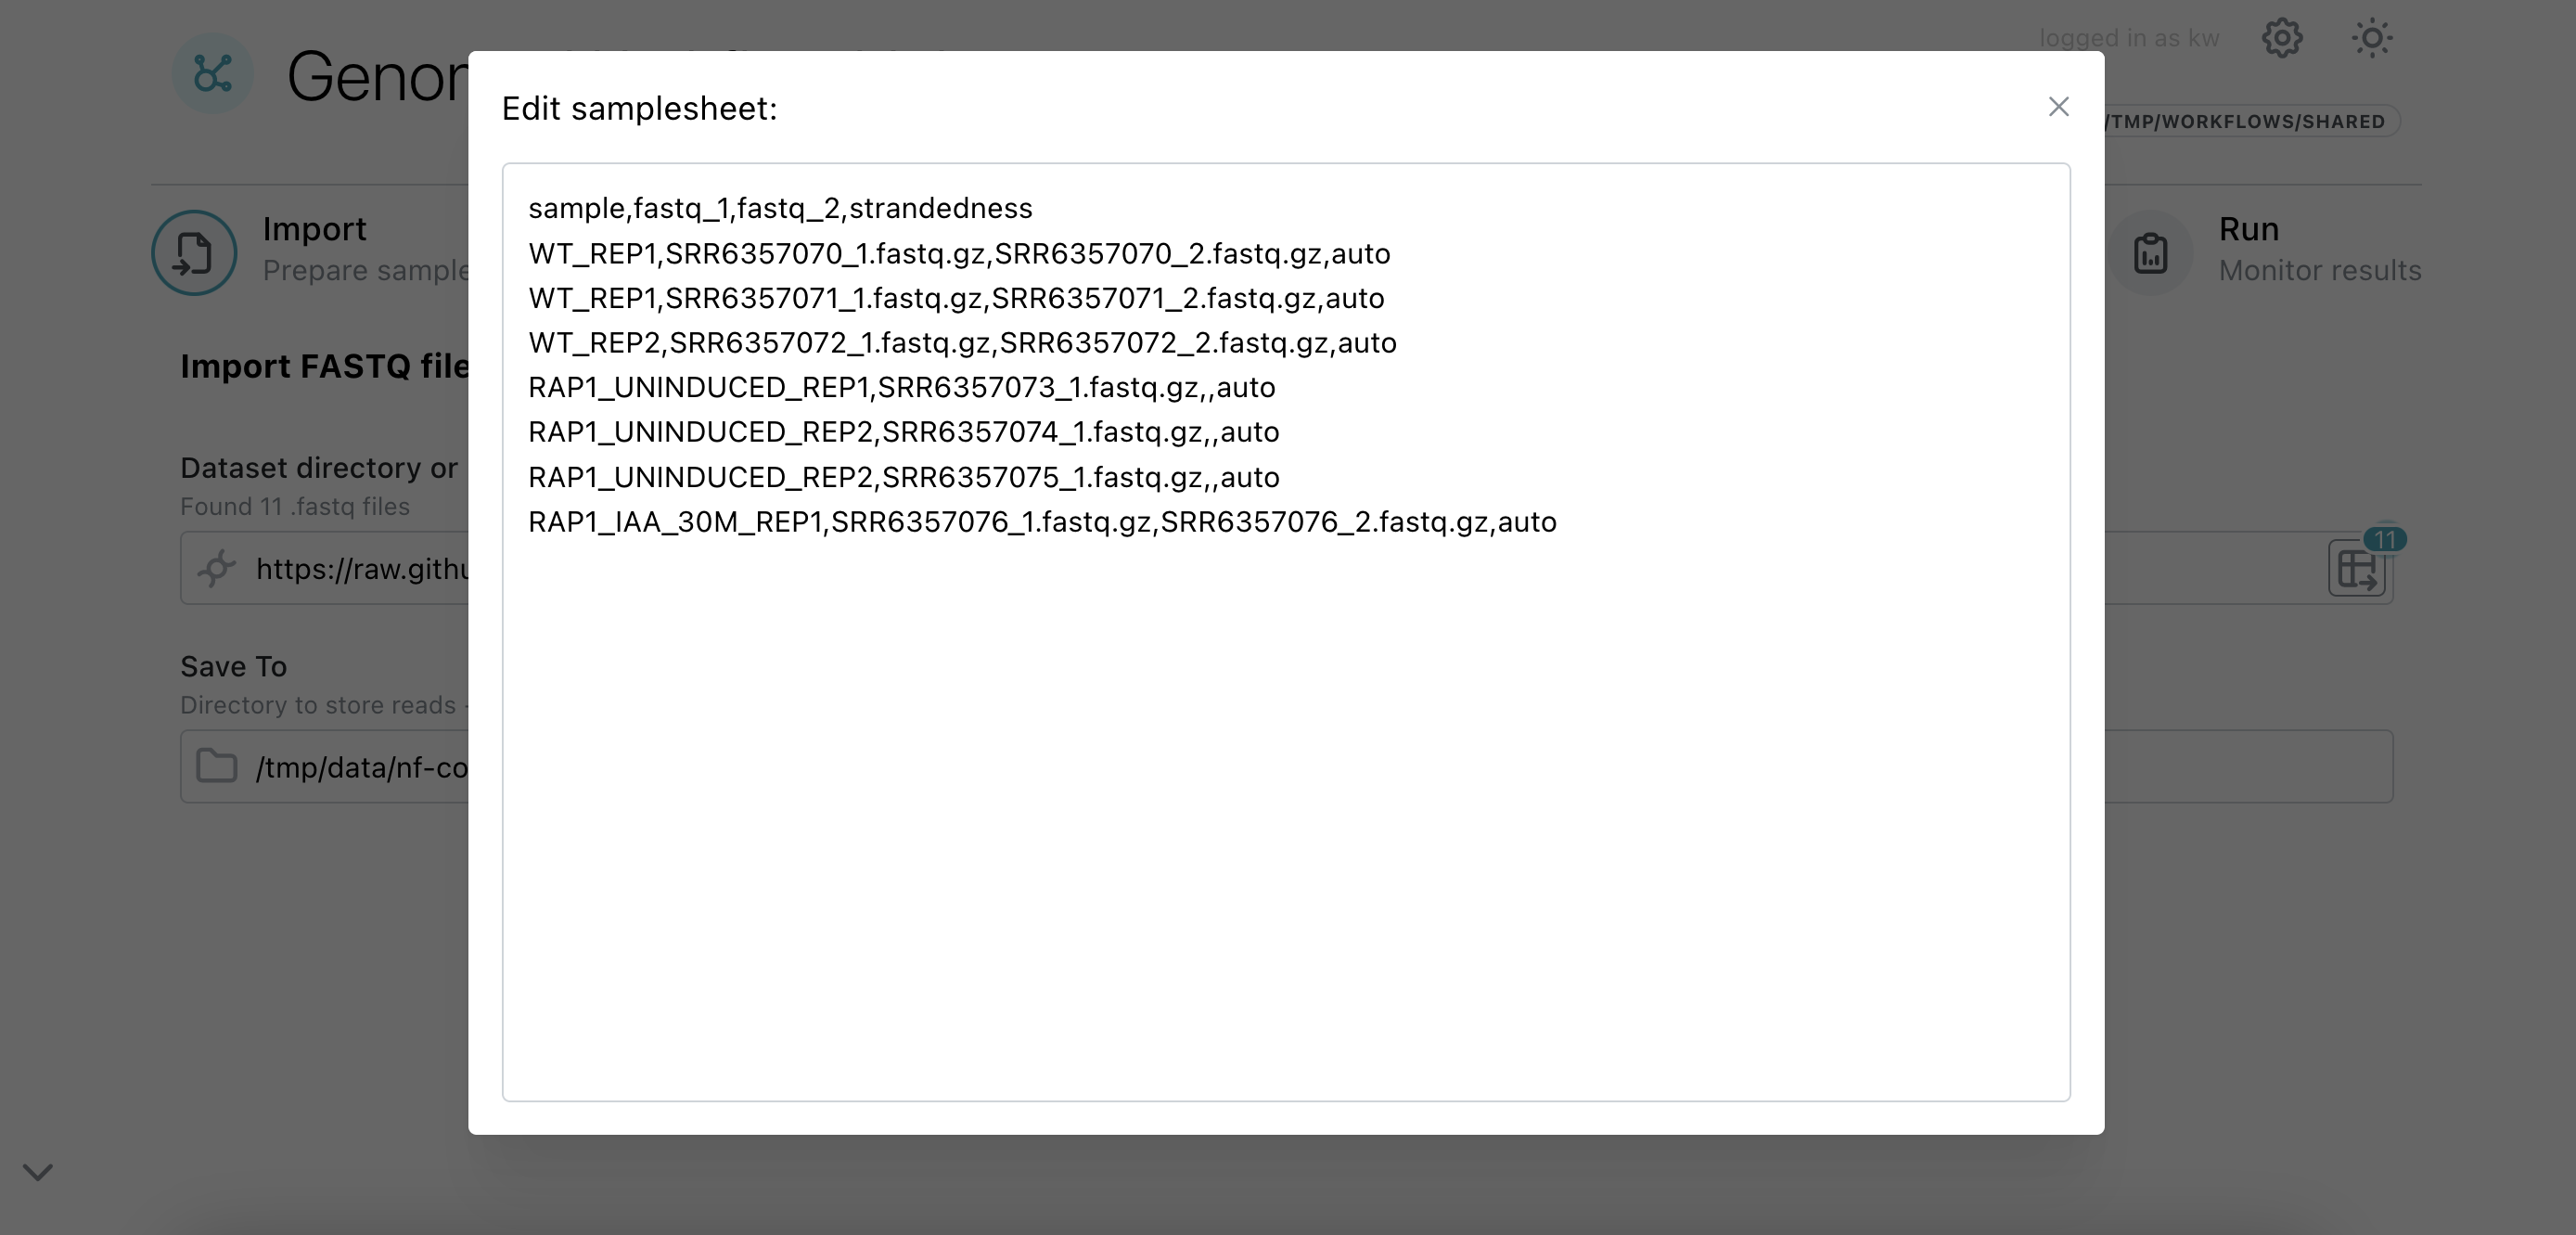 logged in as kw
Edit samplesheet:
/TMP/WORKFLOWS/SHARED
sample,fastq_1,fastq_2,strandedness
WT_REP1,SRR6357070_1.fastq.gz,SRR6357070_2.fastq.gz,auto
WT_REP1,SRR6357071_1.fastq.gz,SRR6357071_2.fastq.gz,auto
WT_REP2,SRR6357072_1.fastq.gz,SRR6357072_2.fastq.gz,auto
RAP1_UNINDUCED_REP1,SRR6357073_1.fastq.gz,,auto
RAP1_UNINDUCED_REP2,SRR6357074_1.fastq.gz,,auto
RAP1_UNINDUCED_REP2,SRR6357075_1.fastq.gz,,auto
RAP1_IAA_30M_REP1,SRR6357076_1.fastq.gz,SRR6357076_2.fastq.gz,auto
Import
Prepare sample
Run
Monitor results
Import FASTQ file
Dataset directory or
Found 11 .fastq files
https://raw.githu
11
Save To
Directory to store reads -
/tmp/data/nf-co